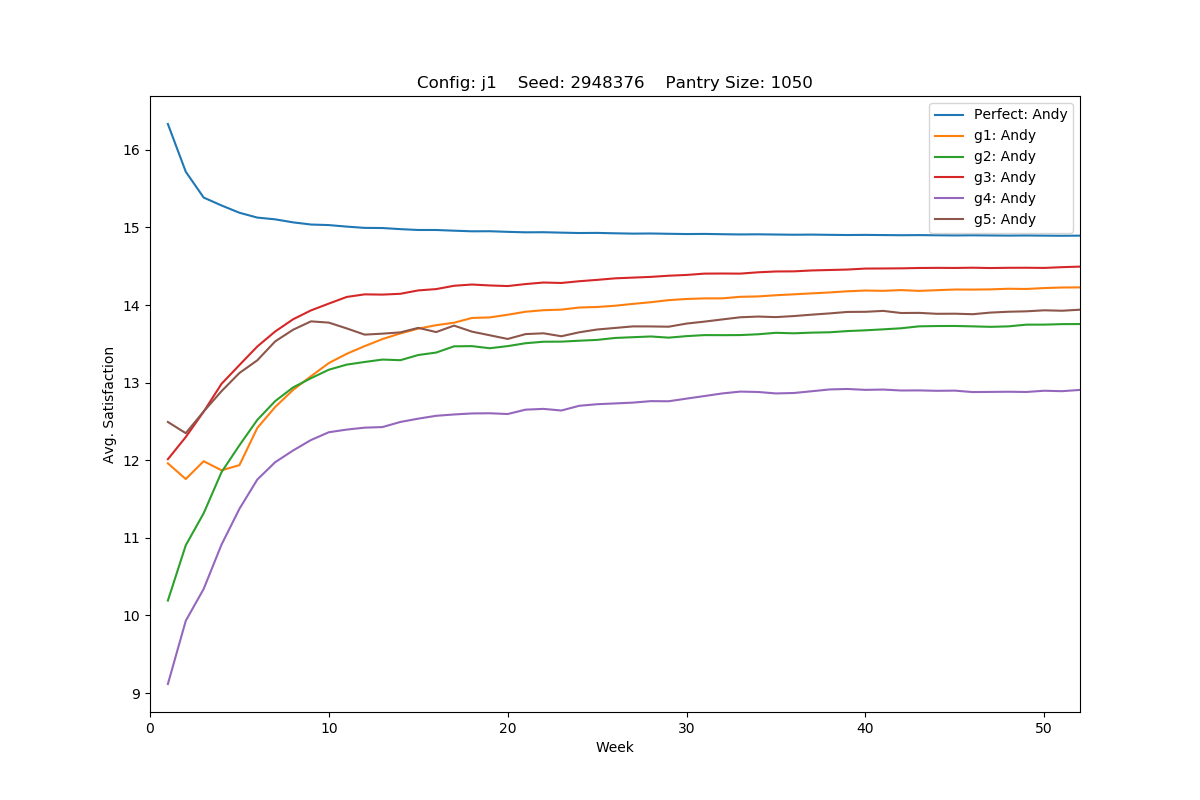 Config: j1    Seed: 2948376    Pantry Size: 1050
Perfect: Andy
g1: Andy
g2: Andy
g3: Andy
g4: Andy
g5: Andy
Avg. Satisfaction
16
15
14
13
12
11
10
9
0 10 20 30 40 50
Week